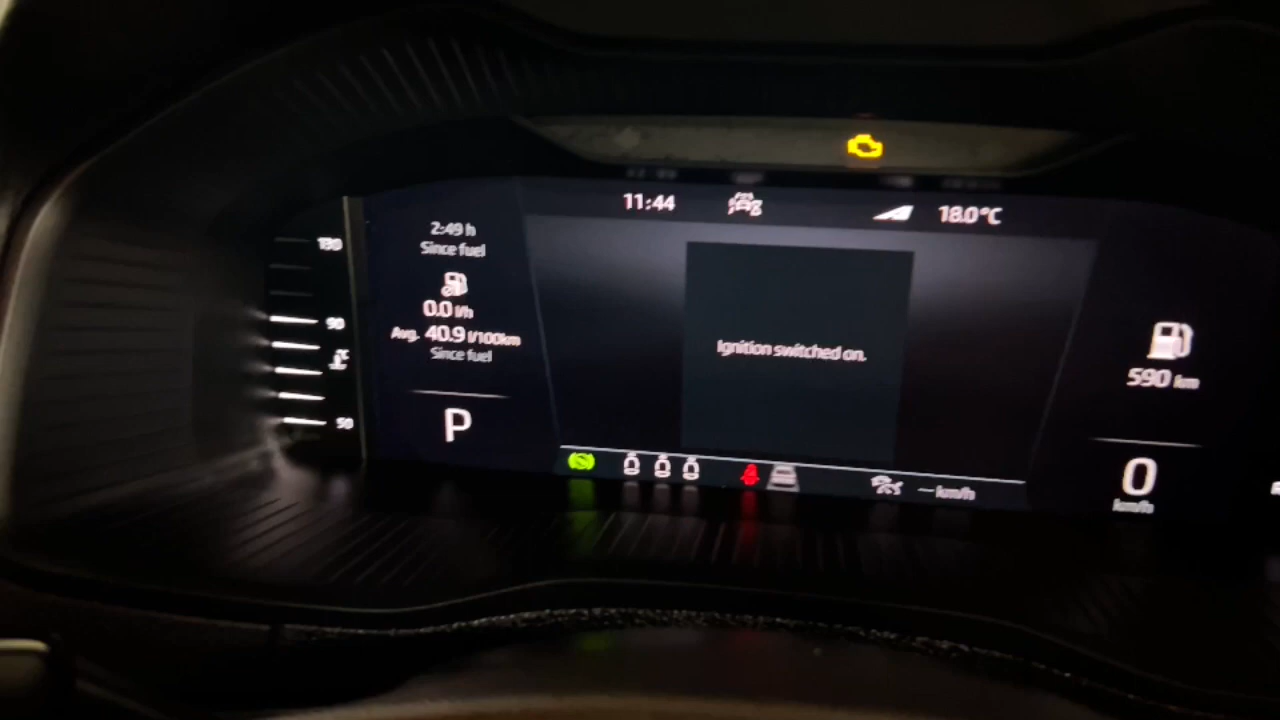 11:44
18.0°C
130
90
50
2:49 h
Since fuel
0.0 l/h
Avg. 40.9 l/100km
Since fuel
P
Ignition switched on.
590 km
0
km/h
-- km/h